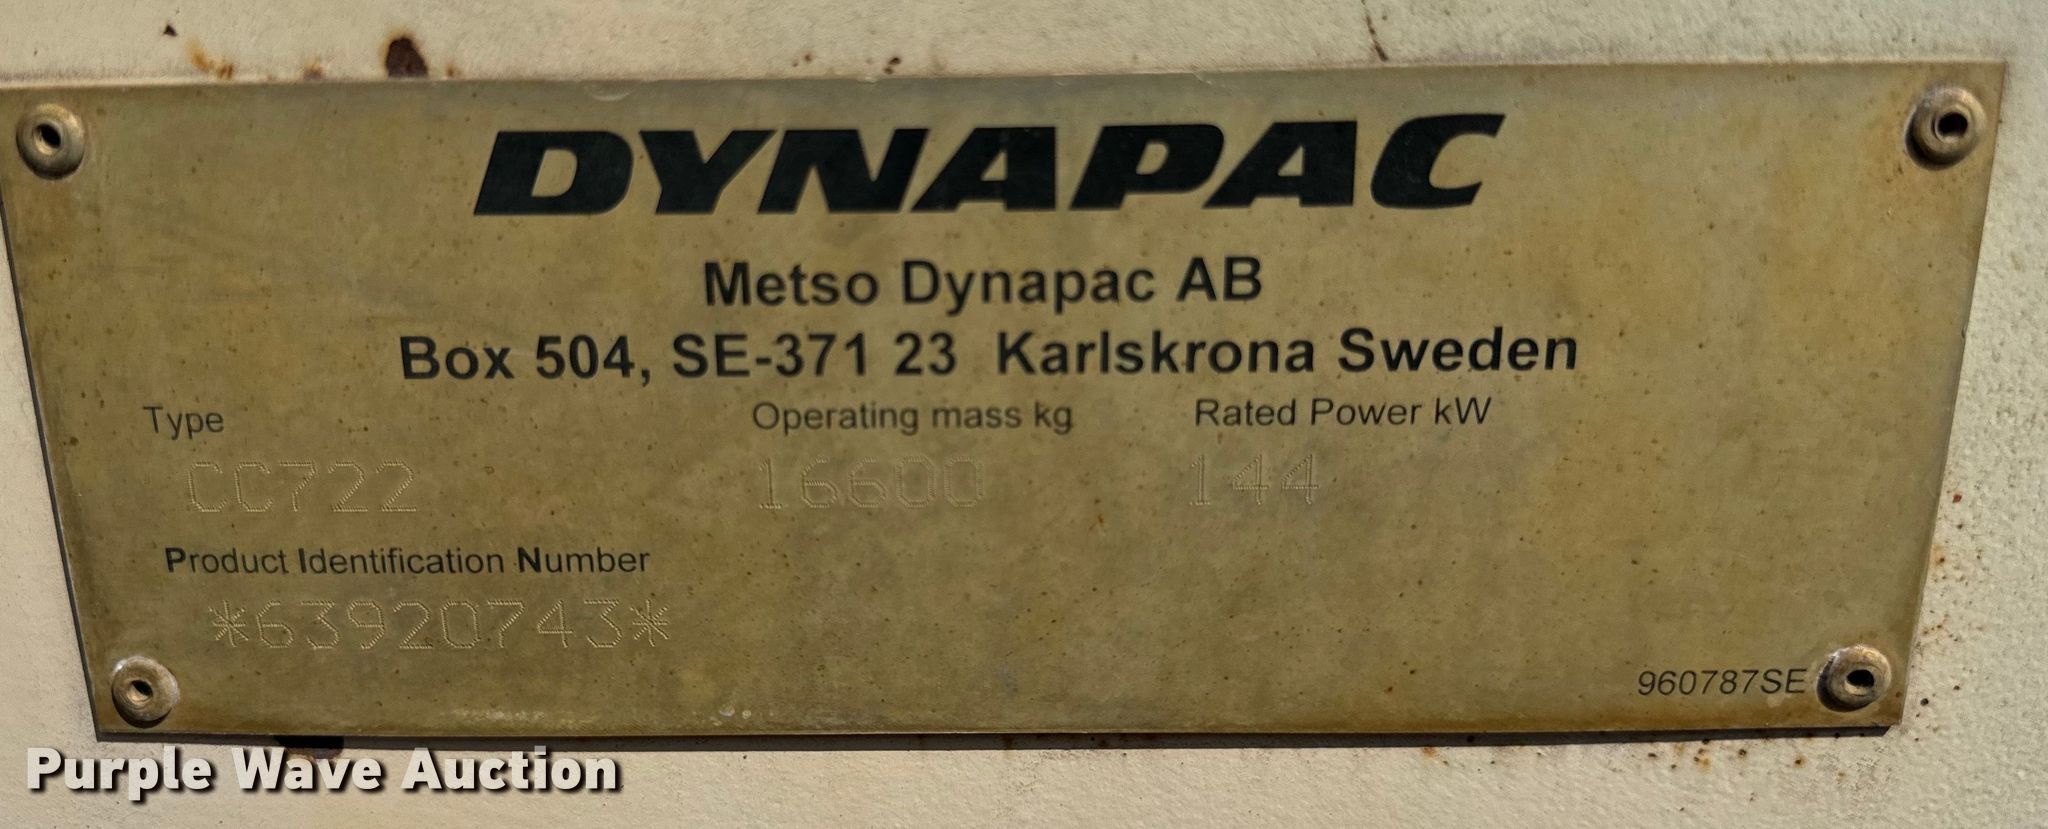 DYNAPAC
Metso Dynapac AB
Box 504, SE-371 23 Karlskrona Sweden
Type Operating mass kg Rated Power kW
CC722 16600 144
Product Identification Number
*63920743*
960787SE
Purple Wave Auction